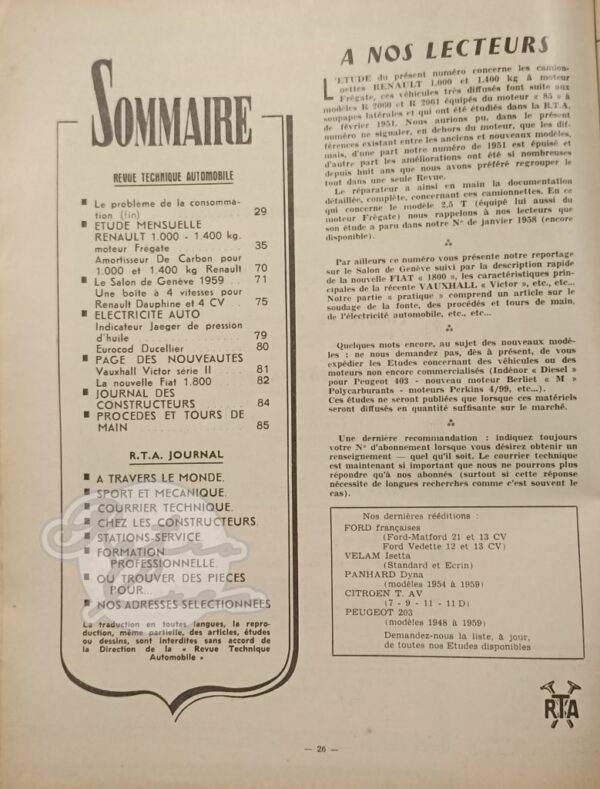 SOMMAIRE
REVUE TECHNIQUE AUTOMOBILE
Le problème de la consomma-
tion (fin) 29
ETUDE MENSUELLE
RENAULT 1.000 - 1.400 kg.
moteur Frégate 35
Amortisseur De Carbon pour
1.000 et 1.400 kg Renault 70
Le Salon de Genève 1959 71
Une boîte à 4 vitesses pour
Renault Dauphine et 4 CV 75
ELECTRICITE AUTO
Indicateur Jaeger de pression
d'huile 79
Eurocod Ducellier 80
PAGE DES NOUVEAUTES
Vauxhall Victor série II 81
La nouvelle Fiat 1.800 82
JOURNAL DES
CONSTRUCTEURS 84
PROCEDES ET TOURS DE
MAIN 85
R.T.A. JOURNAL
A TRAVERS LE MONDE.
SPORT ET MECANIQUE.
COURRIER TECHNIQUE.
CHEZ LES CONSTRUCTEURS.
STATIONS-SERVICE.
FORMATION
PROFESSIONNELLE.
OU TROUVER DES PIECES
POUR...
NOS ADRESSES SELECTIONNEES
La traduction en toutes langues, la repro-
duction, même partielle, des articles, études
ou dessins, sont interdites sans accord de
la Direction de la « Revue Technique
Automobile »
A NOS LECTEURS
L'ETUDE du présent numéro concerne les camion-
nettes RENAULT 1.000 et 1.400 kg à moteur
Frégate, ces véhicules très diffusés font suite aux
modèles R 2060 et R 2061 équipés du moteur « 85 » à
soupapes latérales et qui ont été étudiés dans la R.T.A.
de février 1951. Nous aurions pu, dans le présent
numéro ne signaler, en dehors du moteur, que les dif-
férences existant entre les anciens et nouveaux modèles,
mais, d'une part notre numéro de 1951 est épuisé et
d'autre part les améliorations ont été si nombreuses
depuis huit ans que nous avons préféré regrouper le
tout dans une seule Revue.
Le réparateur a ainsi en main la documentation
détaillée, complète, concernant ces camionnettes. En ce
qui concerne le modèle 2,5 T (équipé lui aussi du
moteur Frégate) nous rappelons à nos lecteurs que
son étude a paru dans notre N° de janvier 1958 (encore
disponible).
Par ailleurs ce numéro vous présente notre reportage
sur le Salon de Genève suivi par la description rapide
de la nouvelle FIAT « 1800 », les caractéristiques prin-
cipales de la récente VAUXHALL « Victor », etc., etc...
Notre partie « pratique » comprend un article sur le
soudage de la fonte, des procédés et tours de main,
de l'électricité automobile, etc., etc...
Quelques mots encore, au sujet des nouveaux modè-
les : ne nous demandez pas, dès à présent, de vous
expédier les Etudes concernant des véhicules ou des
moteurs non encore commercialisés (Indénor « Diesel »
pour Peugeot 403 - nouveau moteur Berliet « M »
Polycarburants - moteurs Perkins 4/99, etc...).
Ces études ne seront publiées que lorsque ces matériels
seront diffusés en quantité suffisante sur le marché.
Une dernière recommandation : indiquez toujours
votre N° d'abonnement lorsque vous désirez obtenir un
renseignement — quel qu'il soit. Le courrier technique
est maintenant si important que nous ne pourrons plus
répondre qu'à nos abonnés (surtout si cette réponse
nécessite de longues recherches comme c'est souvent le
cas).
Nos dernières rééditions :
FORD françaises
(Ford-Matford 21 et 13 CV
Ford Vedette 12 et 13 CV)
VELAM Isetta
(Standard et Ecrin)
PANHARD Dyna
(modèles 1954 à 1959)
CITROEN T. AV
(7 - 9 - 11 - 11 D)
PEUGEOT 203
(modèles 1948 à 1959)
Demandez-nous la liste, à jour,
de toutes nos Etudes disponibles
RTA
— 26 —